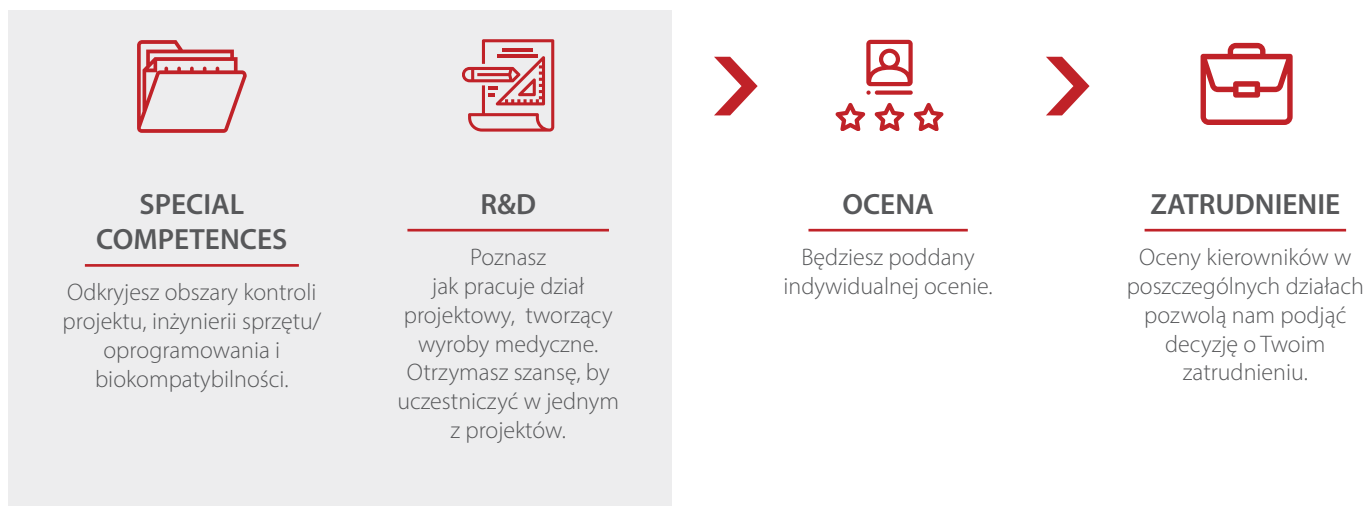 SPECIAL
COMPETENCES
Odkryjesz obszary kontroli
projektu, inżynierii sprzętu/
oprogramowania i
biokompatybilności.
R&D
Poznasz
jak pracuje dział
projektowy, tworzący
wyroby medyczne.
Otrzymasz szansę, by
uczestniczyć w jednym
z projektów.
OCENA
Będziesz poddany
indywidualnej ocenie.
ZATRUDNIENIE
Oceny kierowników w
poszczególnych działach
pozwolą nam podjąć
decyzję o Twoim
zatrudnieniu.